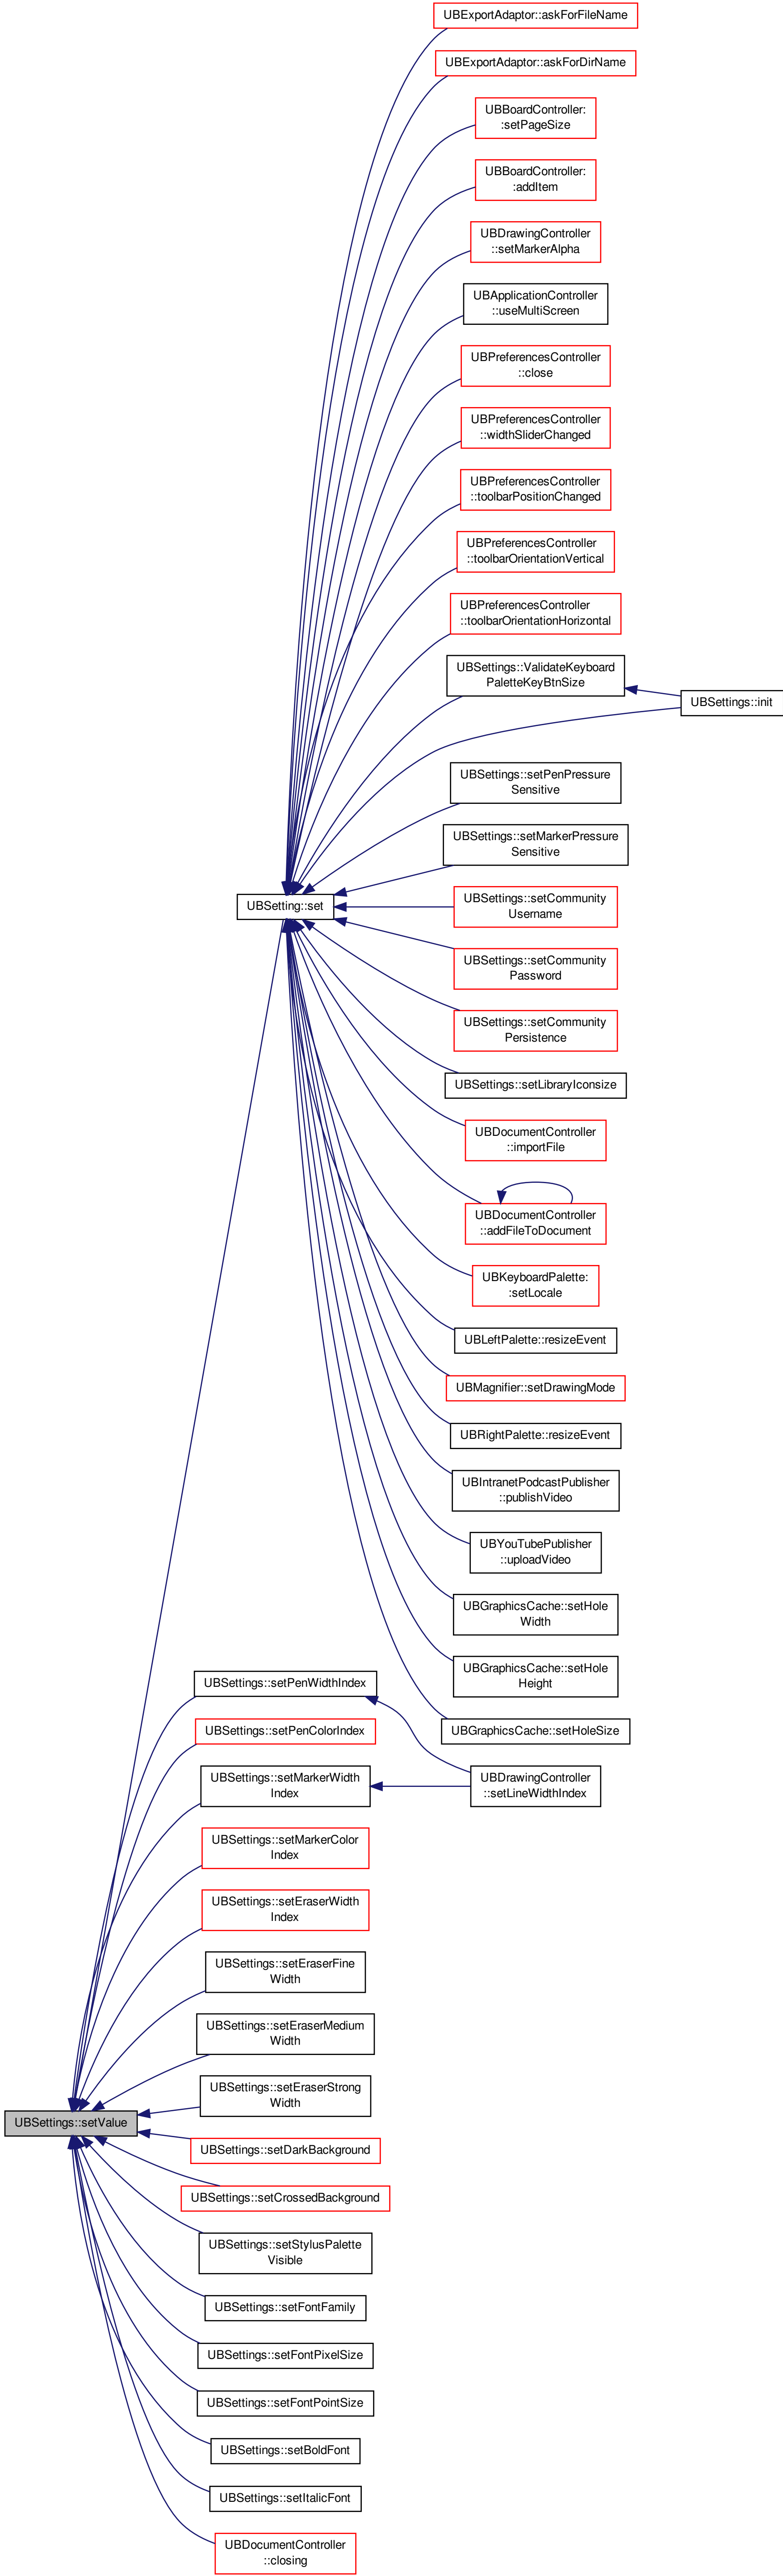 UBExportAdaptor::askForFileName
UBExportAdaptor::askForDirName
UBBoardController:
:setPageSize
UBBoardController:
:addItem
UBDrawingController
::setMarkerAlpha
UBApplicationController
::useMultiScreen
UBPreferencesController
::close
UBPreferencesController
::widthSliderChanged
UBPreferencesController
::toolbarPositionChanged
UBPreferencesController
::toolbarOrientationVertical
UBPreferencesController
::toolbarOrientationHorizontal
UBSettings::ValidateKeyboard
PaletteKeyBtnSize
UBSettings::init
UBSettings::setPenPressure
Sensitive
UBSettings::setMarkerPressure
Sensitive
UBSetting::set
UBSettings::setCommunity
Username
UBSettings::setCommunity
Password
UBSettings::setCommunity
Persistence
UBSettings::setLibraryIconsize
UBDocumentController
::importFile
UBDocumentController
::addFileToDocument
UBKeyboardPalette:
:setLocale
UBLeftPalette::resizeEvent
UBMagnifier::setDrawingMode
UBRightPalette::resizeEvent
UBIntranetPodcastPublisher
::publishVideo
UBYouTubePublisher
::uploadVideo
UBGraphicsCache::setHole
Width
UBGraphicsCache::setHole
Height
UBGraphicsCache::setHoleSize
UBSettings::setPenWidthIndex
UBSettings::setPenColorIndex
UBSettings::setMarkerWidth
Index
UBDrawingController
::setLineWidthIndex
UBSettings::setMarkerColor
Index
UBSettings::setEraserWidth
Index
UBSettings::setEraserFine
Width
UBSettings::setEraserMedium
Width
UBSettings::setEraserStrong
Width
UBSettings::setValue
UBSettings::setDarkBackground
UBSettings::setCrossedBackground
UBSettings::setStylusPalette
Visible
UBSettings::setFontFamily
UBSettings::setFontPixelSize
UBSettings::setFontPointSize
UBSettings::setBoldFont
UBSettings::setItalicFont
UBDocumentController
::closing